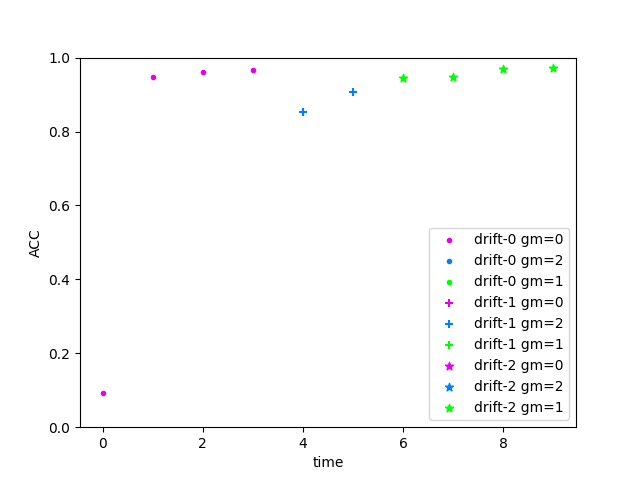 1.0
0.8
0.6
0.4
0.2
0.0
ACC
0
2
4
6
8
time
drift-0 gm=0
drift-0 gm=2
drift-0 gm=1
drift-1 gm=0
drift-1 gm=2
drift-1 gm=1
drift-2 gm=0
drift-2 gm=2
drift-2 gm=1